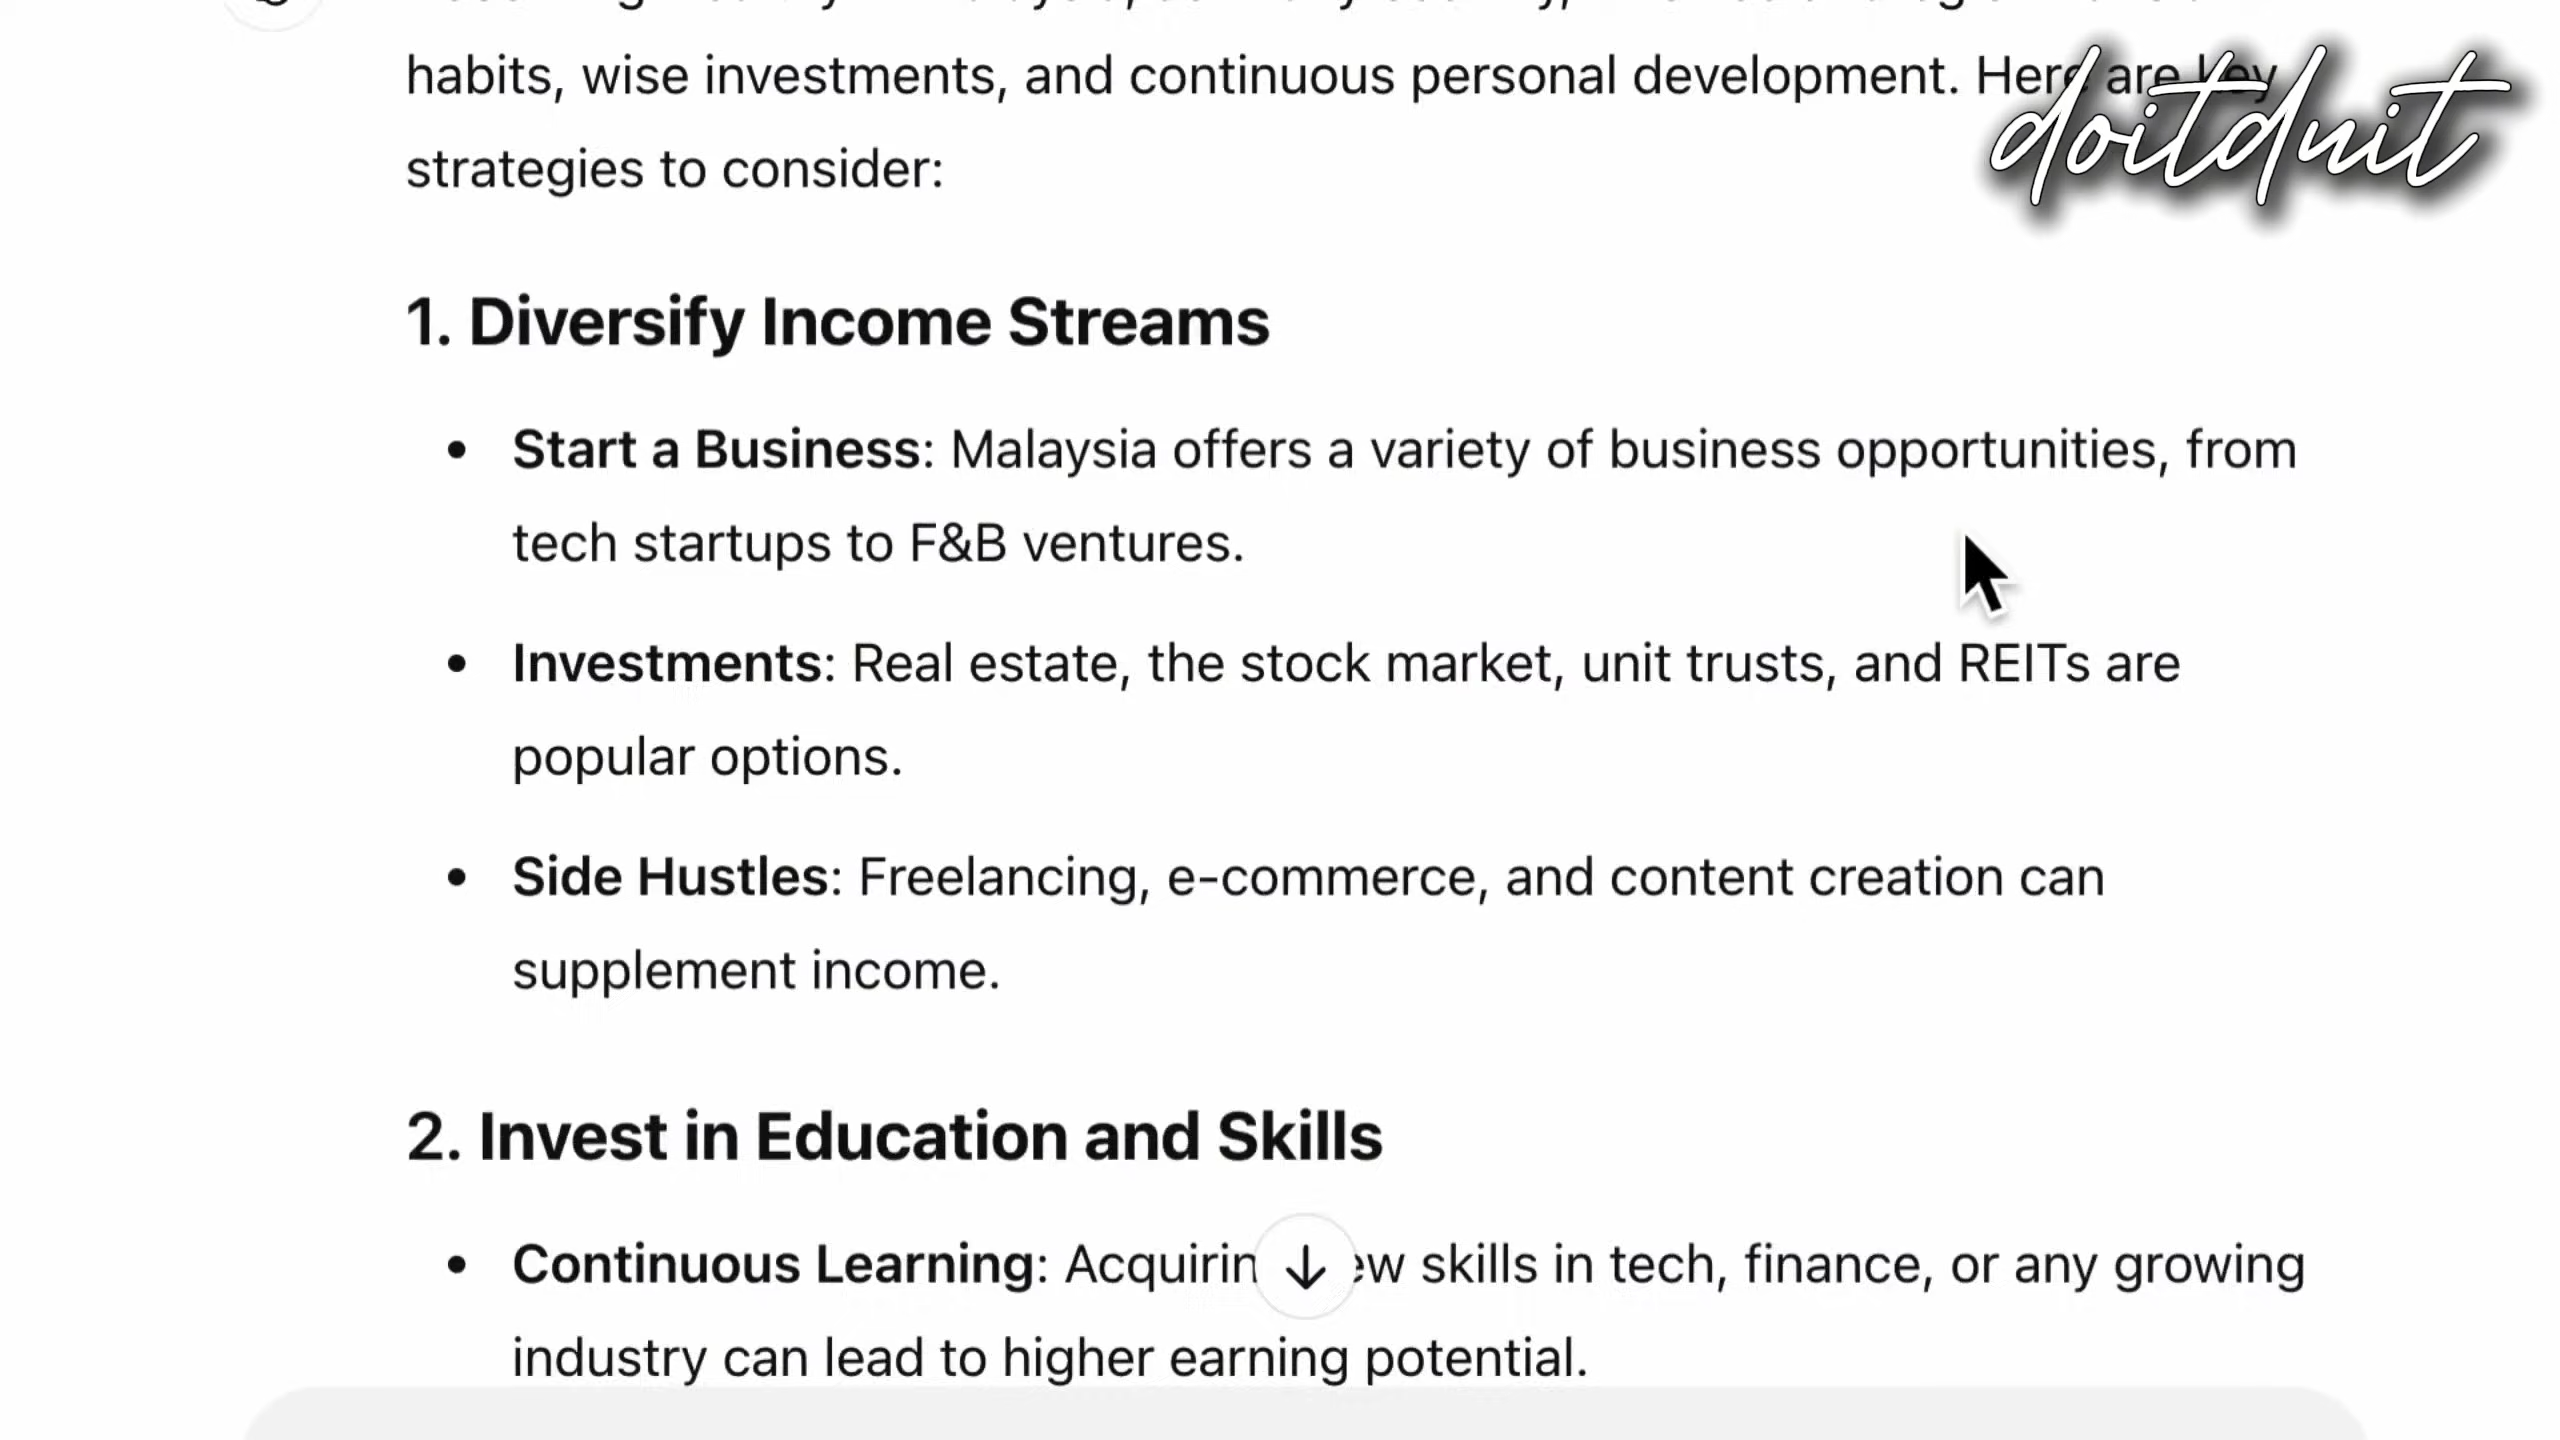 habits, wise investments, and continuous personal development. Here are key
doitduit
strategies to consider:
1. Diversify Income Streams
• Start a Business: Malaysia offers a variety of business opportunities, from
tech startups to F&B ventures.
• Investments: Real estate, the stock market, unit trusts, and REITs are
popular options.
• Side Hustles: Freelancing, e-commerce, and content creation can
supplement income.
2. Invest in Education and Skills
• Continuous Learning: Acquirin ew skills in tech, finance, or any growing
industry can lead to higher earning potential.